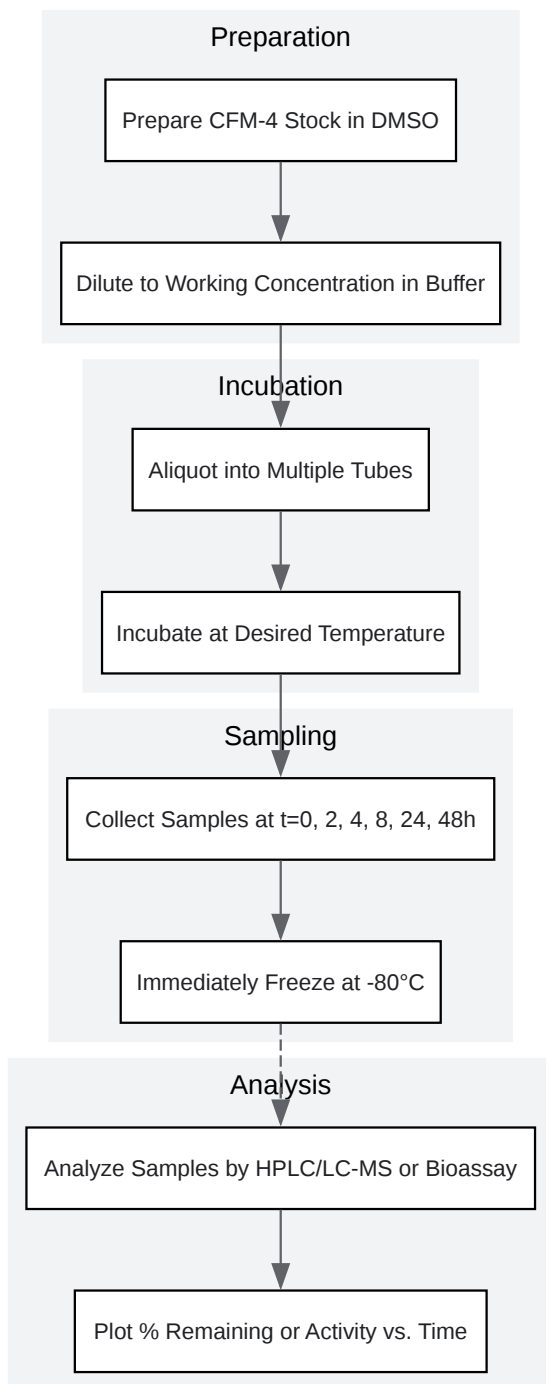 Preparation
Prepare CFM-4 Stock in DMSO
Dilute to Working Concentration in Buffer
Incubation
Aliquot into Multiple Tubes
Incubate at Desired Temperature
Sampling
Collect Samples at t=0, 2, 4, 8, 24, 48h
Immediately Freeze at -80°C
Analysis
Analyze Samples by HPLC/LC-MS or Bioassay
Plot % Remaining or Activity vs. Time